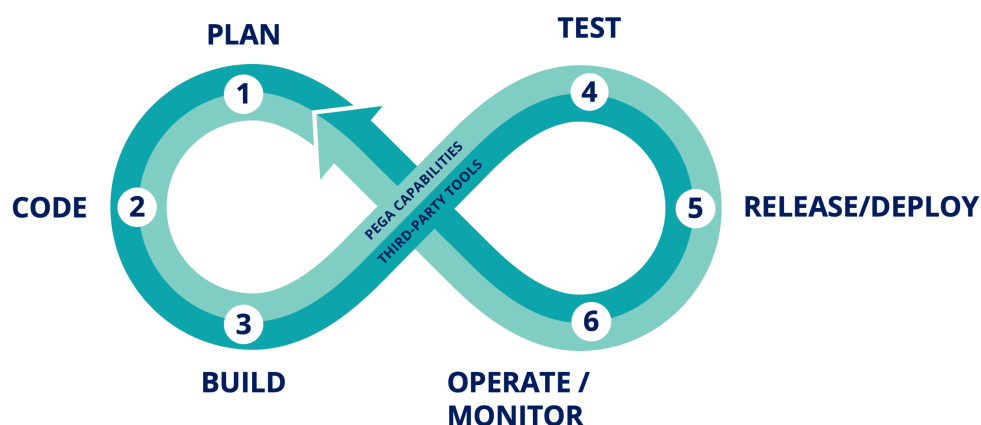 PLAN
1
CODE
2
3
BUILD
PEGA CAPABILITIES
THIRD-PARTY TOOLS
TEST
4
5
RELEASE/DEPLOY
6
OPERATE /
MONITOR